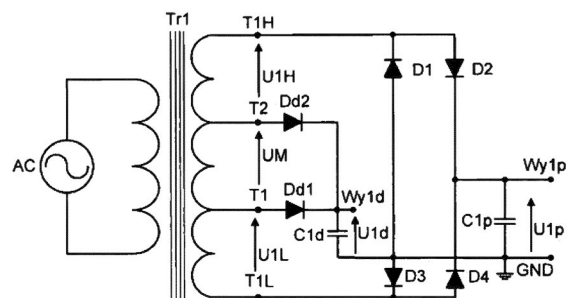 Tr1
T1H
U1H
D1
D2
T2
Dd2
AC
UM
T1
Dd1
Wy1d
Wy1p
C1d
U1d
C1p
U1p
U1L
GND
T1L
D3
D4